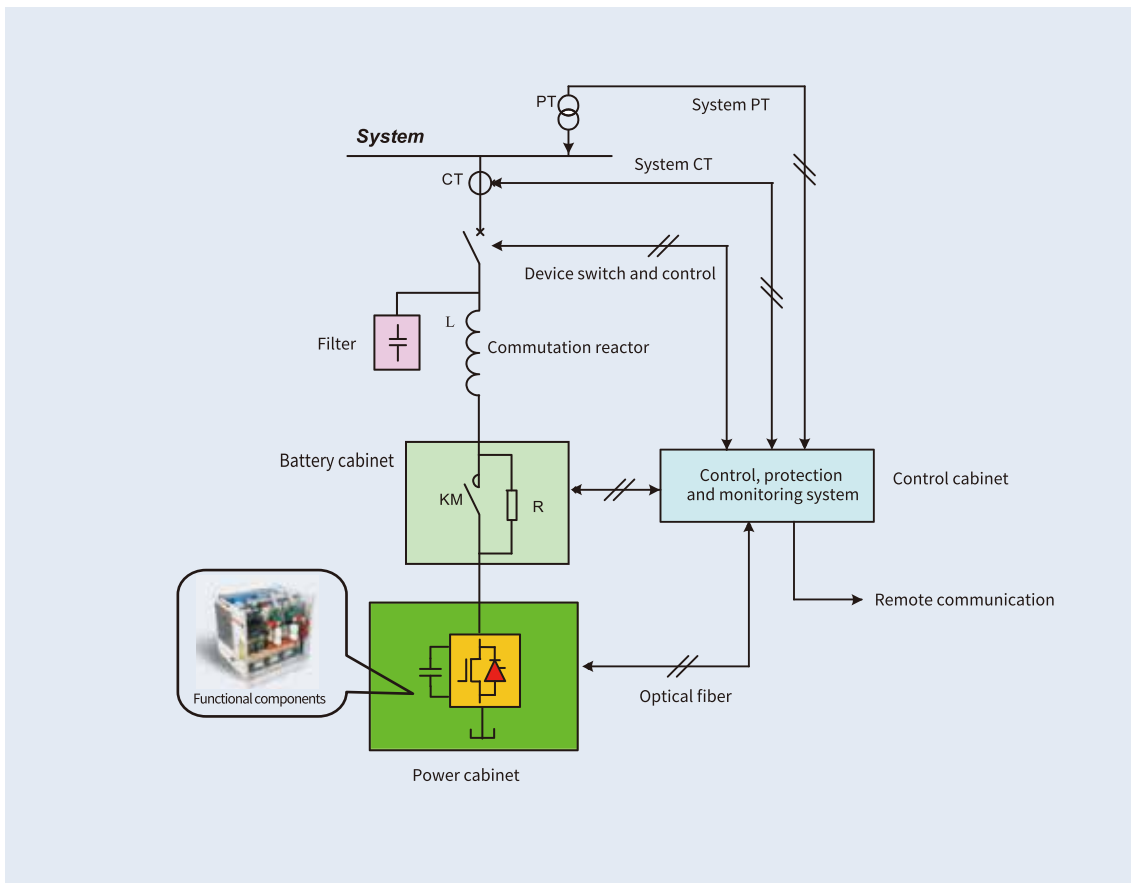 PT
System PT
System
System CT
CT
Device switch and control
L
Filter
Commutation reactor
Battery cabinet
Control, protection
and monitoring system
Control cabinet
KM
R
Remote communication
Functional components
Optical fiber
Power cabinet